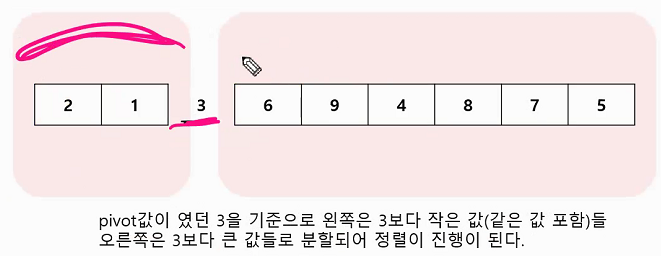 2 1 3 6 9 4 8 7 5
pivot값이 였던 3을 기준으로 왼쪽은 3보다 작은 값(같은 값 포함)들
오른쪽은 3보다 큰 값들로 분할되어 정렬이 진행이 된다.